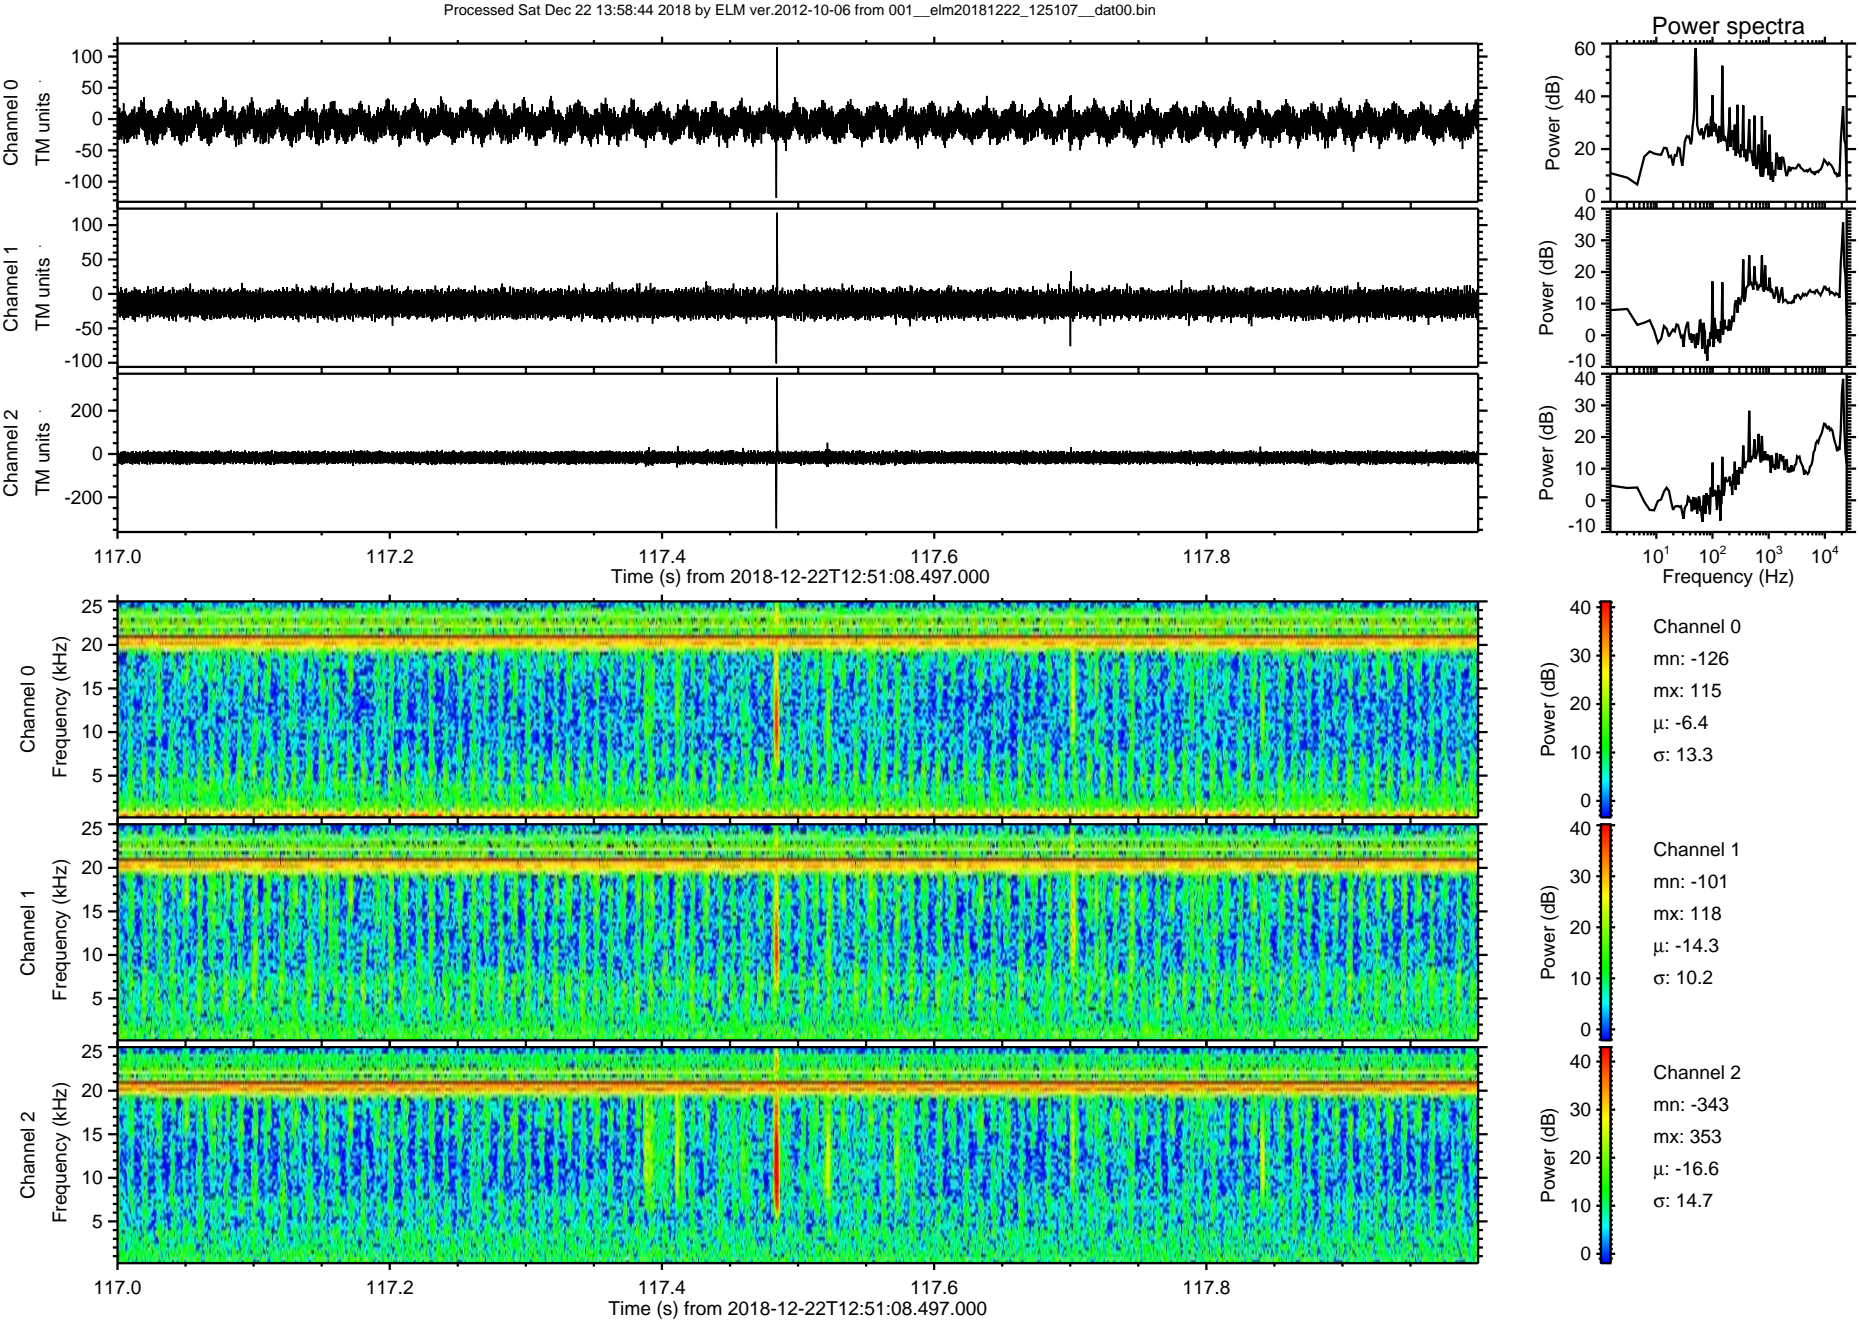 Processed Sat Dec 22 13:58:44 2018 by ELM ver.2012-10-06 from 001__elm20181222_125107__dat00.bin
Power spectra
Channel 0
TM units
100
50
0
-50
-100
Power (dB)
60
40
20
0
Channel 1
TM units
100
50
0
-50
-100
Power (dB)
40
30
20
10
0
-10
Channel 2
TM units
200
0
-200
Power (dB)
40
30
20
10
0
-10
117.0 117.2 117.4 117.6 117.8
Time (s) from 2018-12-22T12:51:08.497.000
10^1 10^2 10^3 10^4
Frequency (Hz)
Channel 0
Frequency (kHz)
25
20
15
10
5
Power (dB)
40
30
20
10
0
Channel 0
mn: -126
mx: 115
μ: -6.4
σ: 13.3
Channel 1
Frequency (kHz)
25
20
15
10
5
Power (dB)
40
30
20
10
0
Channel 1
mn: -101
mx: 118
μ: -14.3
σ: 10.2
Channel 2
Frequency (kHz)
25
20
15
10
5
Power (dB)
40
30
20
10
0
Channel 2
mn: -343
mx: 353
μ: -16.6
σ: 14.7
117.0 117.2 117.4 117.6 117.8
Time (s) from 2018-12-22T12:51:08.497.000